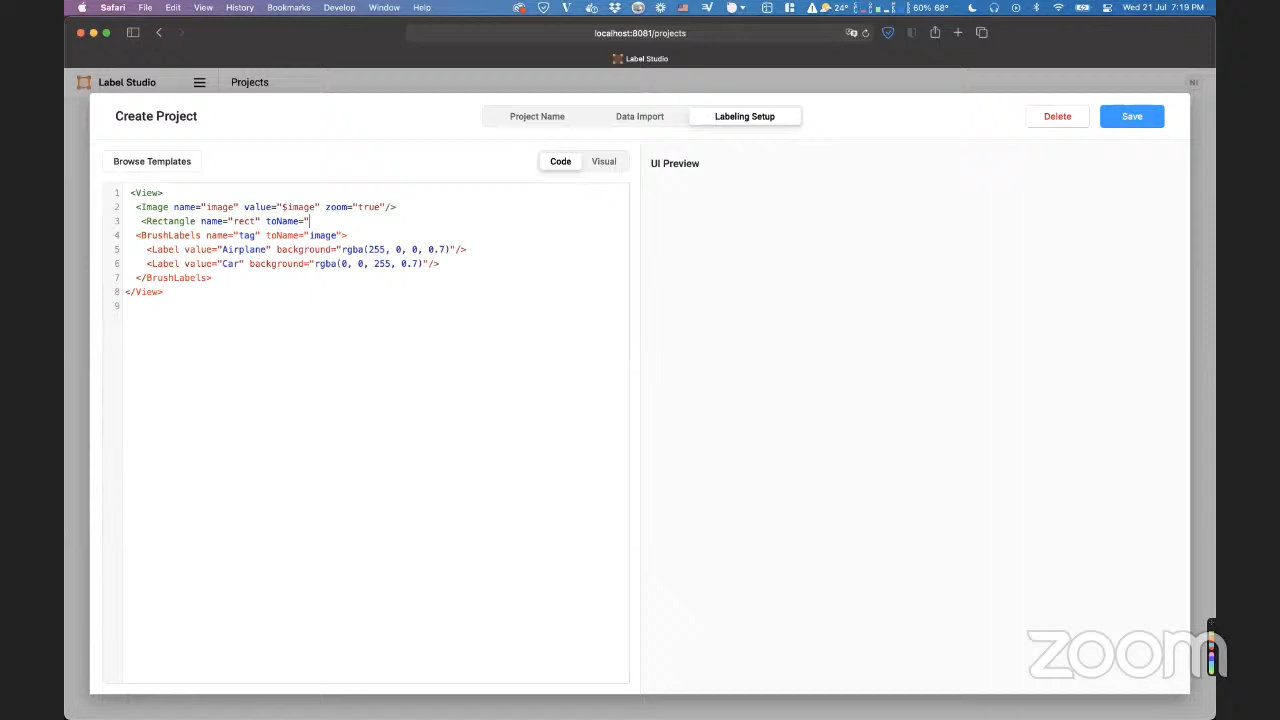 Safari File Edit View History Bookmarks Develop Window Help 24° 60% 68° Wed 21 Jul 7:19 PM
localhost:8081/projects
Label Studio
Label Studio Projects NI
Create Project Project Name Data Import Labeling Setup Delete Save
Browse Templates Code Visual UI Preview
1 <View>
2 <Image name="image" value="$image" zoom="true"/>
3 <Rectangle name="rect" toName="
4 <BrushLabels name="tag" toName="image">
5 <Label value="Airplane" background="rgba(255, 0, 0, 0.7)"/>
6 <Label value="Car" background="rgba(0, 0, 255, 0.7)"/>
7 </BrushLabels>
8 </View>
9
zoom